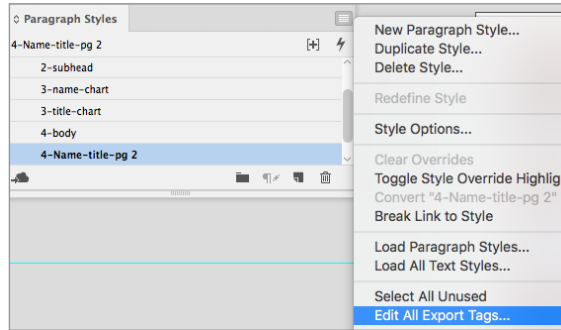 Paragraph Styles
4-Name-title-pg 2
2-subhead
3-name-chart
3-title-chart
4-body
4-Name-title-pg 2
New Paragraph Style...
Duplicate Style...
Delete Style...
Redefine Style
Style Options...
Clear Overrides
Toggle Style Override Highlig
Convert "4-Name-title-pg 2"
Break Link to Style
Load Paragraph Styles...
Load All Text Styles...
Select All Unused
Edit All Export Tags...